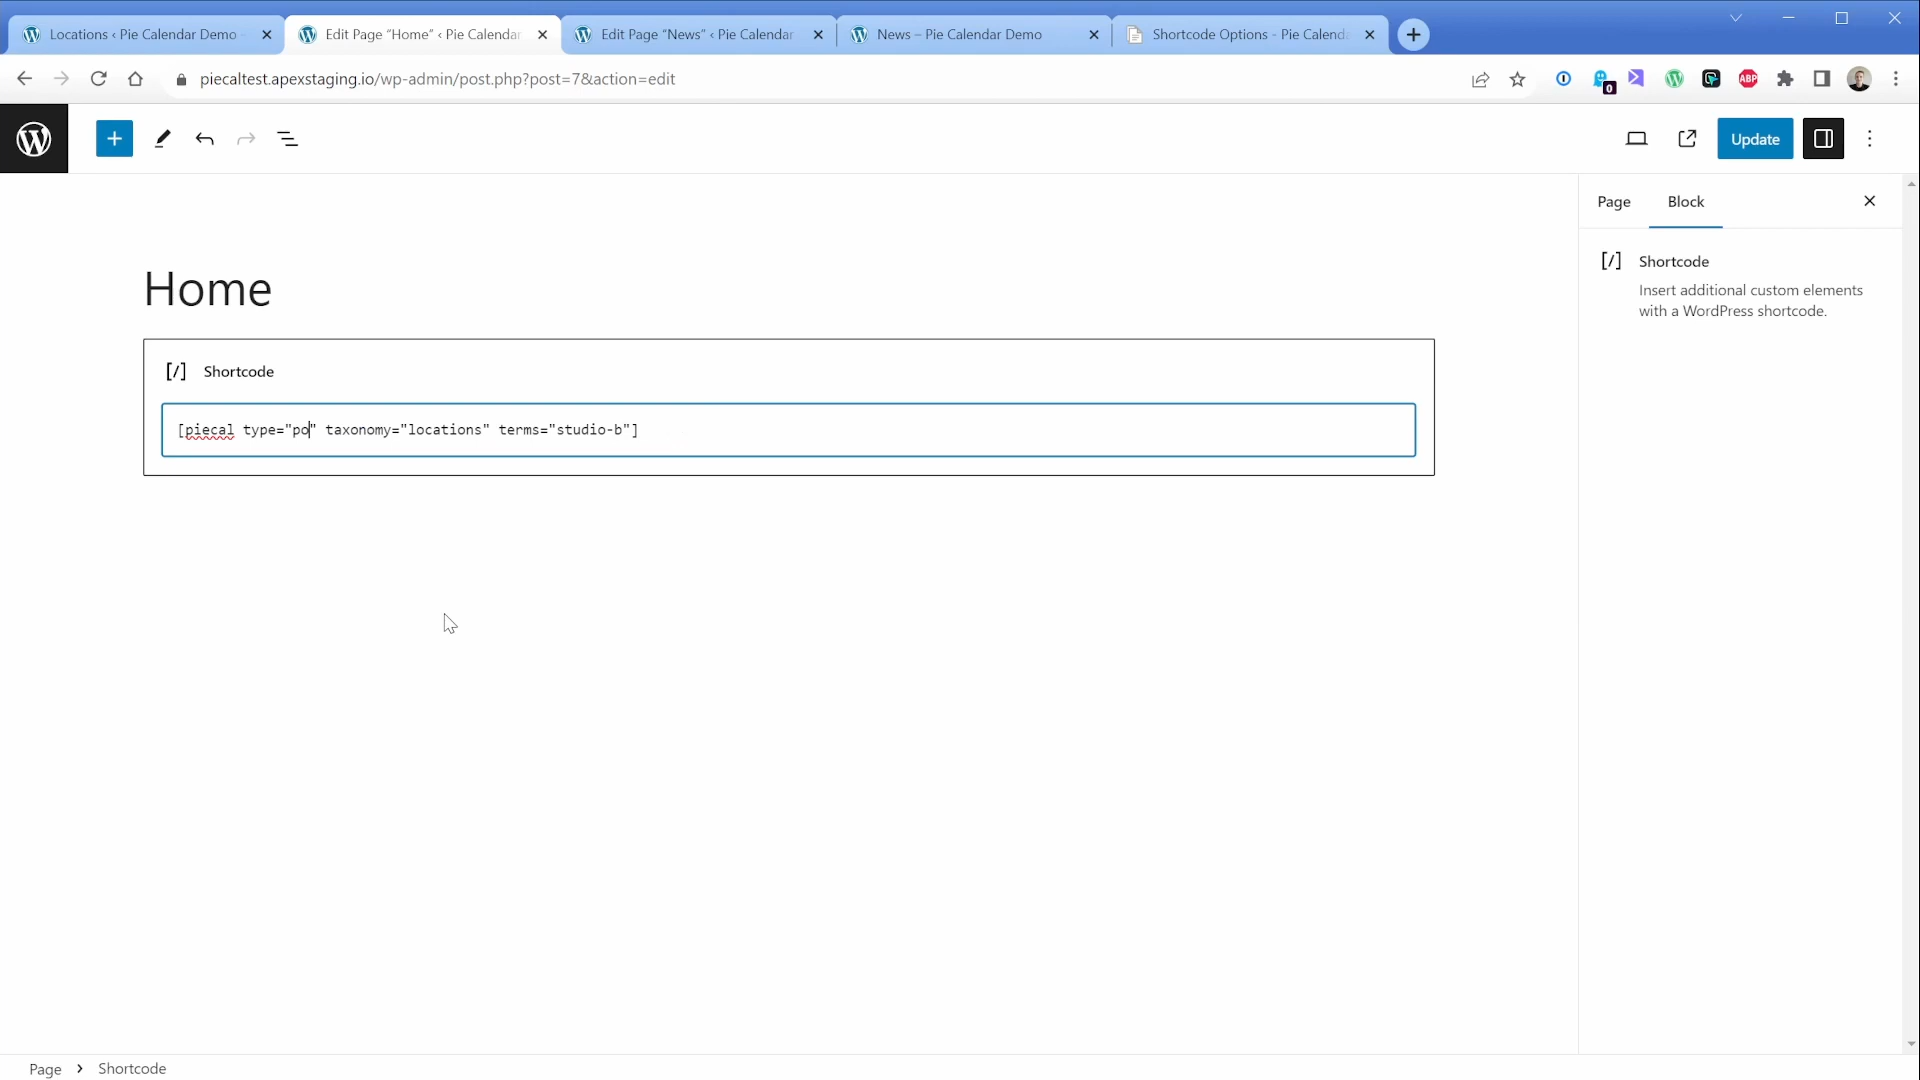 Locations ‹ Pie Calendar Demo -
Edit Page “Home” ‹ Pie Calendar
Edit Page “News” ‹ Pie Calendar
News – Pie Calendar Demo
Shortcode Options - Pie Calend
piecaltest.apexstaging.io/wp-admin/post.php?post=7&action=edit
0
ABP
Update
Page
Block
[/] Shortcode
Insert additional custom elements
with a WordPress shortcode.
Home
[/] Shortcode
[piecal type="po" taxonomy="locations" terms="studio-b"]
Page › Shortcode